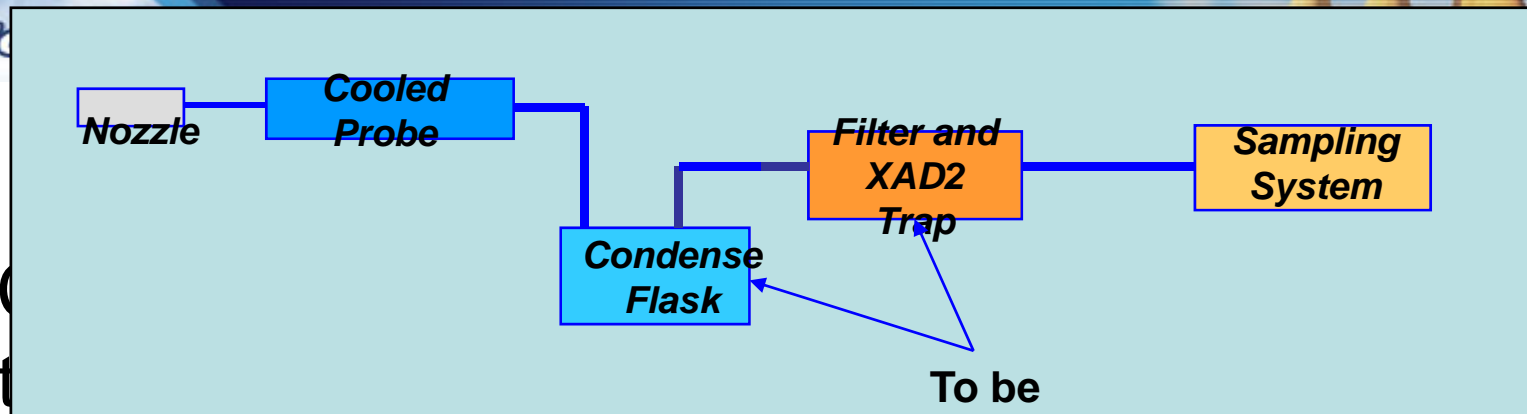 Nozzle
Cooled
Probe
Filter and
XAD2
Trap
Sampling
System
Condense
Flask
To be